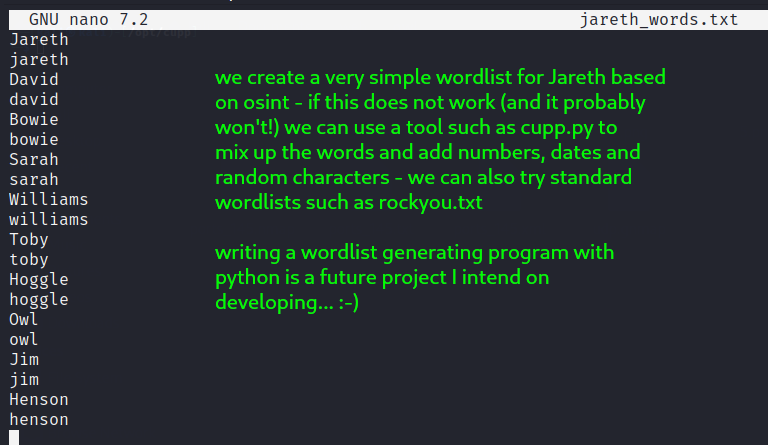 GNU nano 7.2 jareth_words.txt
Jareth
jareth
David
david
Bowie
bowie
Sarah
sarah
Williams
williams
Toby
toby
Hoggle
hoggle
Owl
owl
Jim
jim
Henson
henson
we create a very simple wordlist for Jareth based
on osint - if this does not work (and it probably
won't!) we can use a tool such as cupp.py to
mix up the words and add numbers, dates and
random characters - we can also try standard
wordlists such as rockyou.txt
writing a wordlist generating program with
python is a future project I intend on
developing... :-)